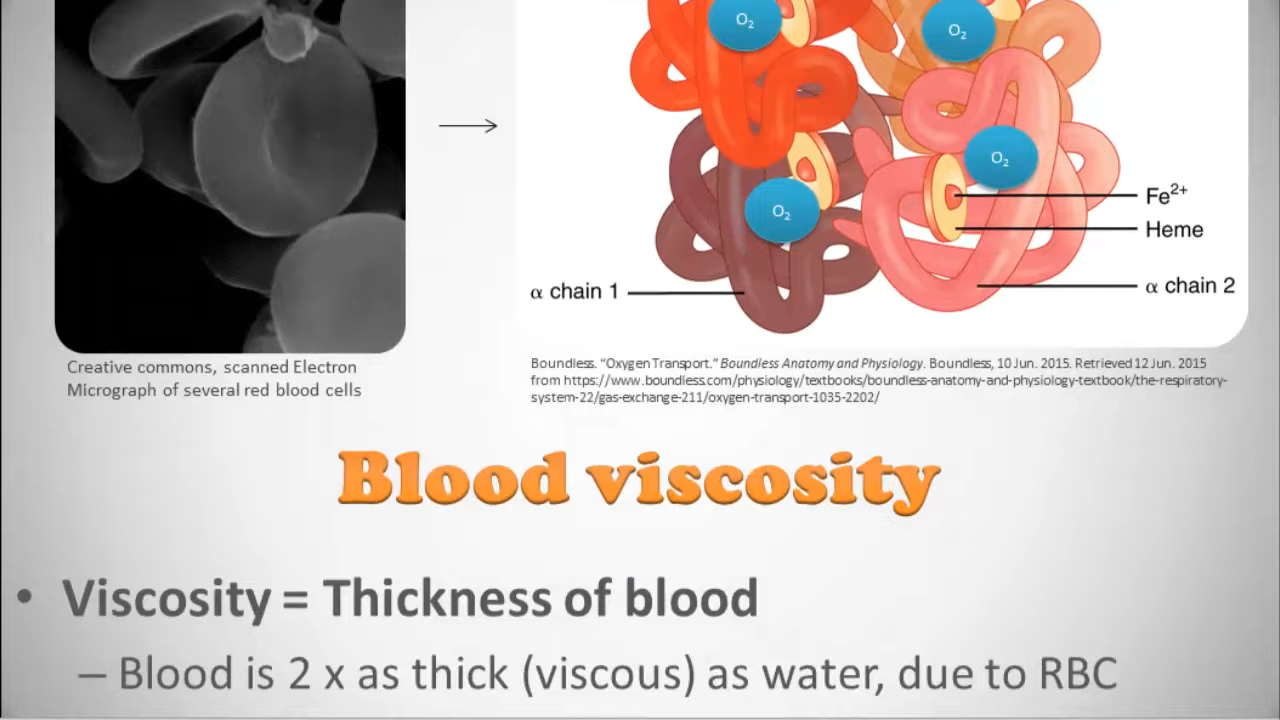 O₂
O₂
O₂
O₂
Fe²⁺
Heme
α chain 1
α chain 2
Creative commons, scanned Electron
Micrograph of several red blood cells
Boundless. “Oxygen Transport.” Boundless Anatomy and Physiology. Boundless, 10 Jun. 2015. Retrieved 12 Jun. 2015
from https://www.boundless.com/physiology/textbooks/boundless-anatomy-and-physiology-textbook/the-respiratory-
system-22/gas-exchange-211/oxygen-transport-1035-2202/
Blood viscosity
• Viscosity = Thickness of blood
– Blood is 2 x as thick (viscous) as water, due to RBC